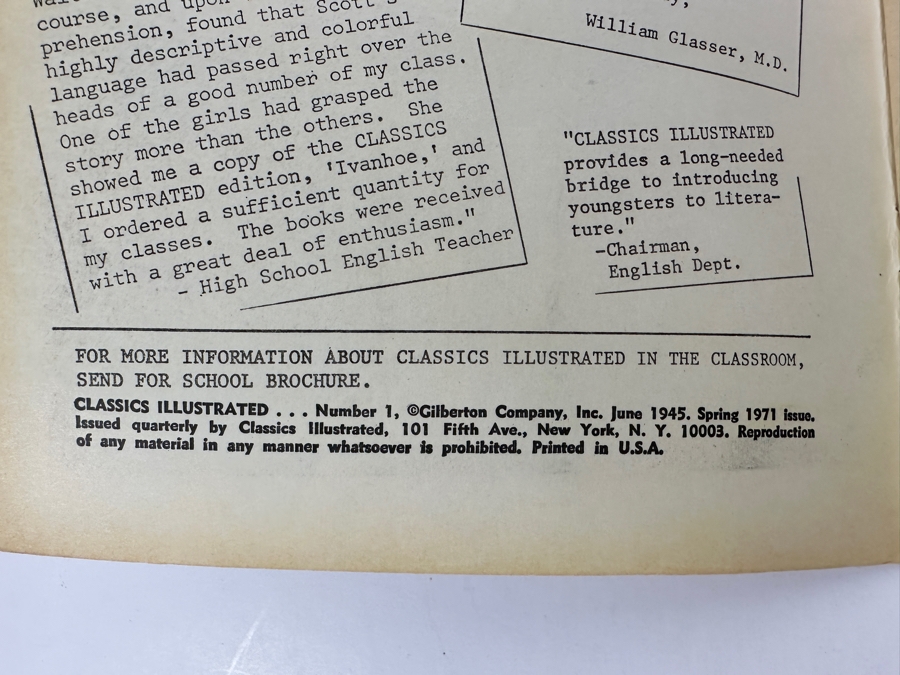 course, and upon
prehension, found that Scott's
highly descriptive and colorful
language had passed right over the
heads of a good number of my class.
One of the girls had grasped the
story more than the others. She
showed me a copy of the CLASSICS
ILLUSTRATED edition, 'Ivanhoe,' and
I ordered a sufficient quantity for
my classes. The books were received
with a great deal of enthusiasm."
- High School English Teacher
William Glasser, M.D.
"CLASSICS ILLUSTRATED
provides a long-needed
bridge to introducing
youngsters to litera-
ture."
-Chairman,
English Dept.
FOR MORE INFORMATION ABOUT CLASSICS ILLUSTRATED IN THE CLASSROOM,
SEND FOR SCHOOL BROCHURE.
CLASSICS ILLUSTRATED . . . Number 1, ©Gilberton Company, Inc. June 1945. Spring 1971 issue.
Issued quarterly by Classics Illustrated, 101 Fifth Ave., New York, N. Y. 10003. Reproduction
of any material in any manner whatsoever is prohibited. Printed in U.S.A.